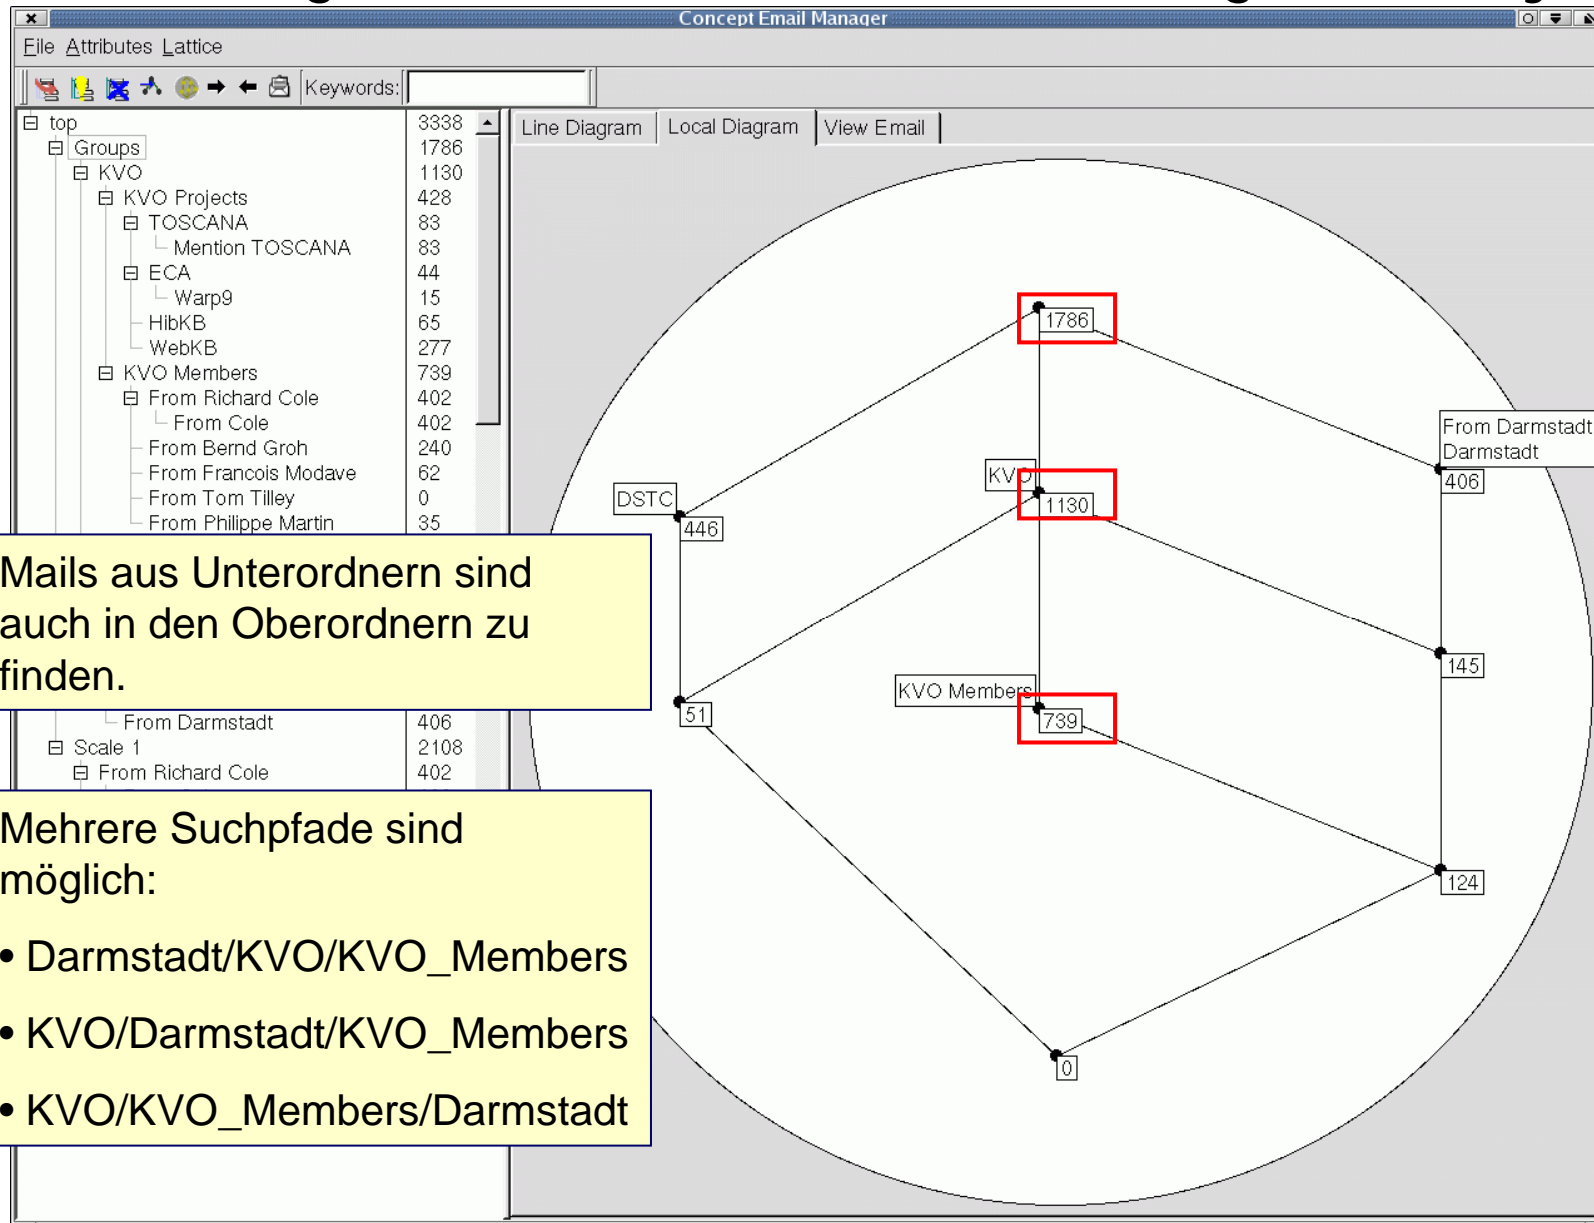 Concept Email Manager
File Attributes Lattice
Keywords:
top 3338
Groups 1786
KVO 1130
KVO Projects 428
TOSCANA 83
Mention TOSCANA 83
ECA 44
Warp9 15
HibKB 65
WebKB 277
KVO Members 739
From Richard Cole 402
From Cole 402
From Bernd Groh 240
From Francois Modave 62
From Tom Tilley 0
From Philippe Martin 35
Mails aus Unterordnern sind
auch in den Oberordnern zu
finden.
From Darmstadt 406
Scale 1 2108
From Richard Cole 402
Mehrere Suchpfade sind
möglich:
• Darmstadt/KVO/KVO_Members
• KVO/Darmstadt/KVO_Members
• KVO/KVO_Members/Darmstadt
Line Diagram Local Diagram View Email
1786
From Darmstadt
Darmstadt
406
KVO
1130
DSTC
446
145
KVO Members
739
51
124
0